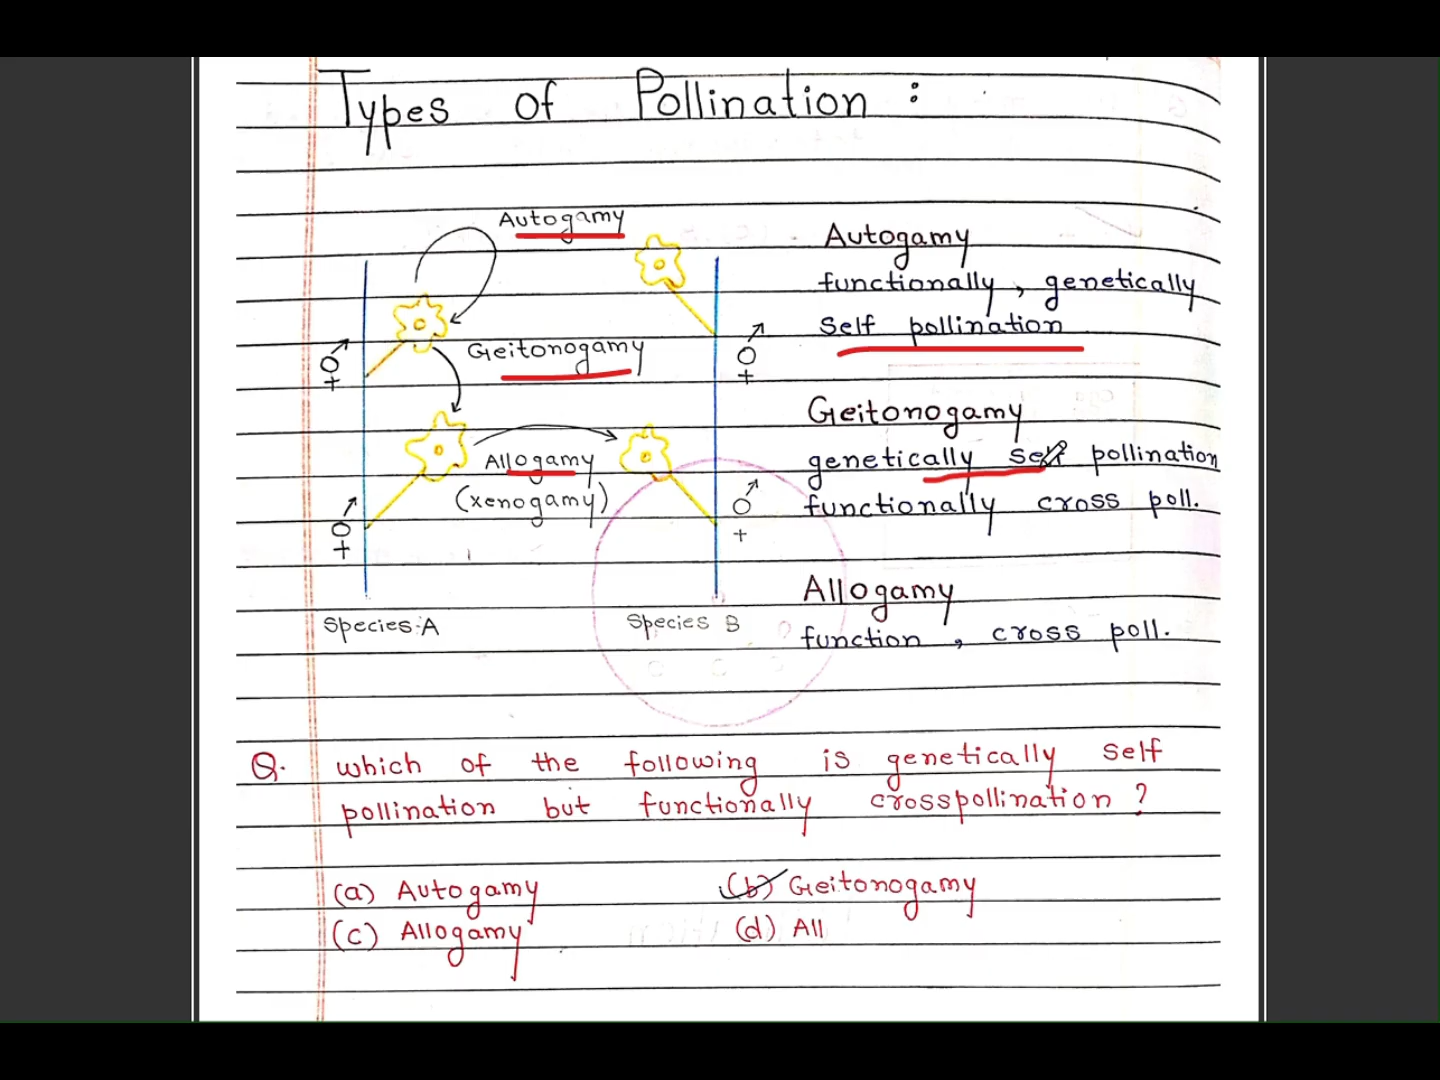 Types of Pollination :
Autogamy
Geitonogamy
Allogamy
(xenogamy)
Species A
Species B
Autogamy
functionally, genetically
Self pollination
Geitonogamy
genetically self pollination
functionally cross poll.
Allogamy
function, cross poll.
Q. which of the following is genetically self
pollination but functionally crosspollination ?
(a) Autogamy (b) Geitonogamy
(c) Allogamy (d) All